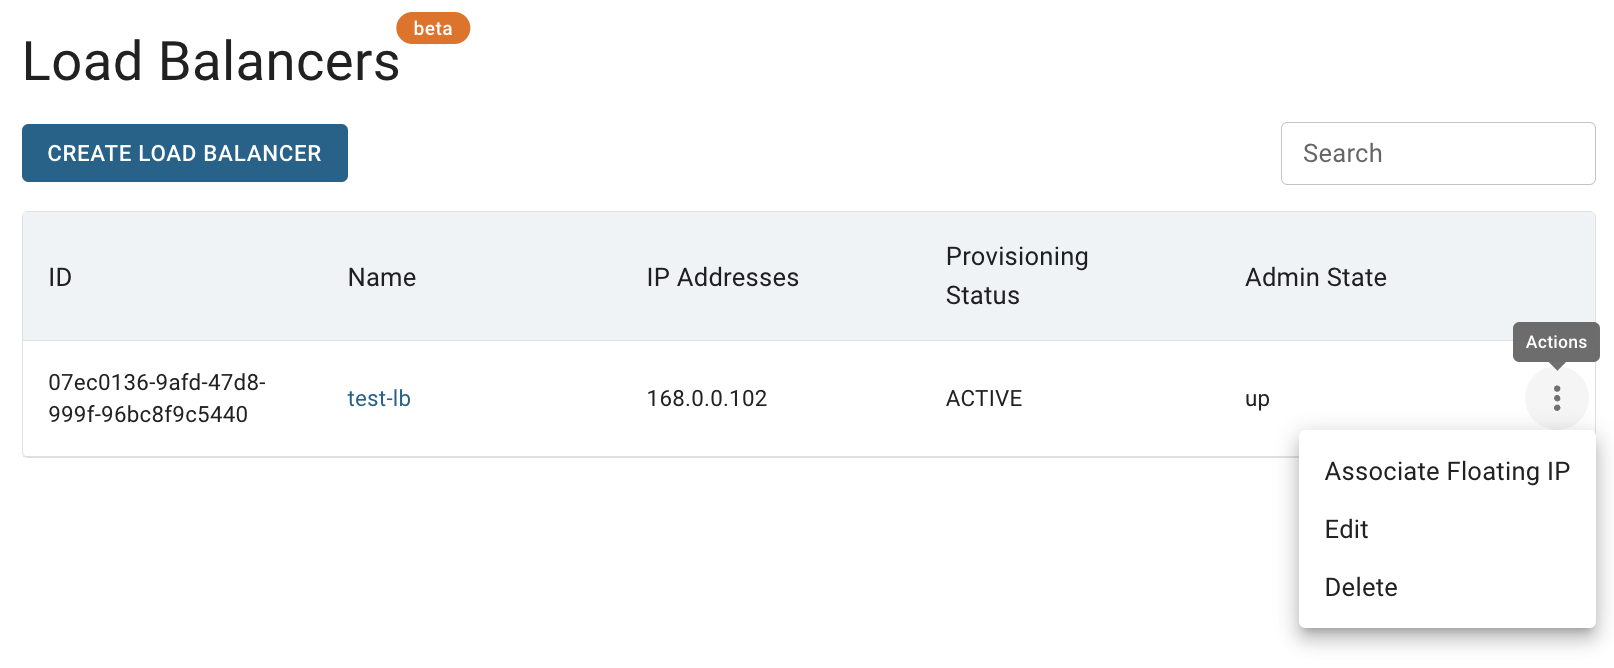 Load Balancers
beta
CREATE LOAD BALANCER
Search
ID
Name
IP Addresses
Provisioning
Status
Admin State
Actions
07ec0136-9afd-47d8-
999f-96bc8f9c5440
test-lb
168.0.0.102
ACTIVE
up
Associate Floating IP
Edit
Delete